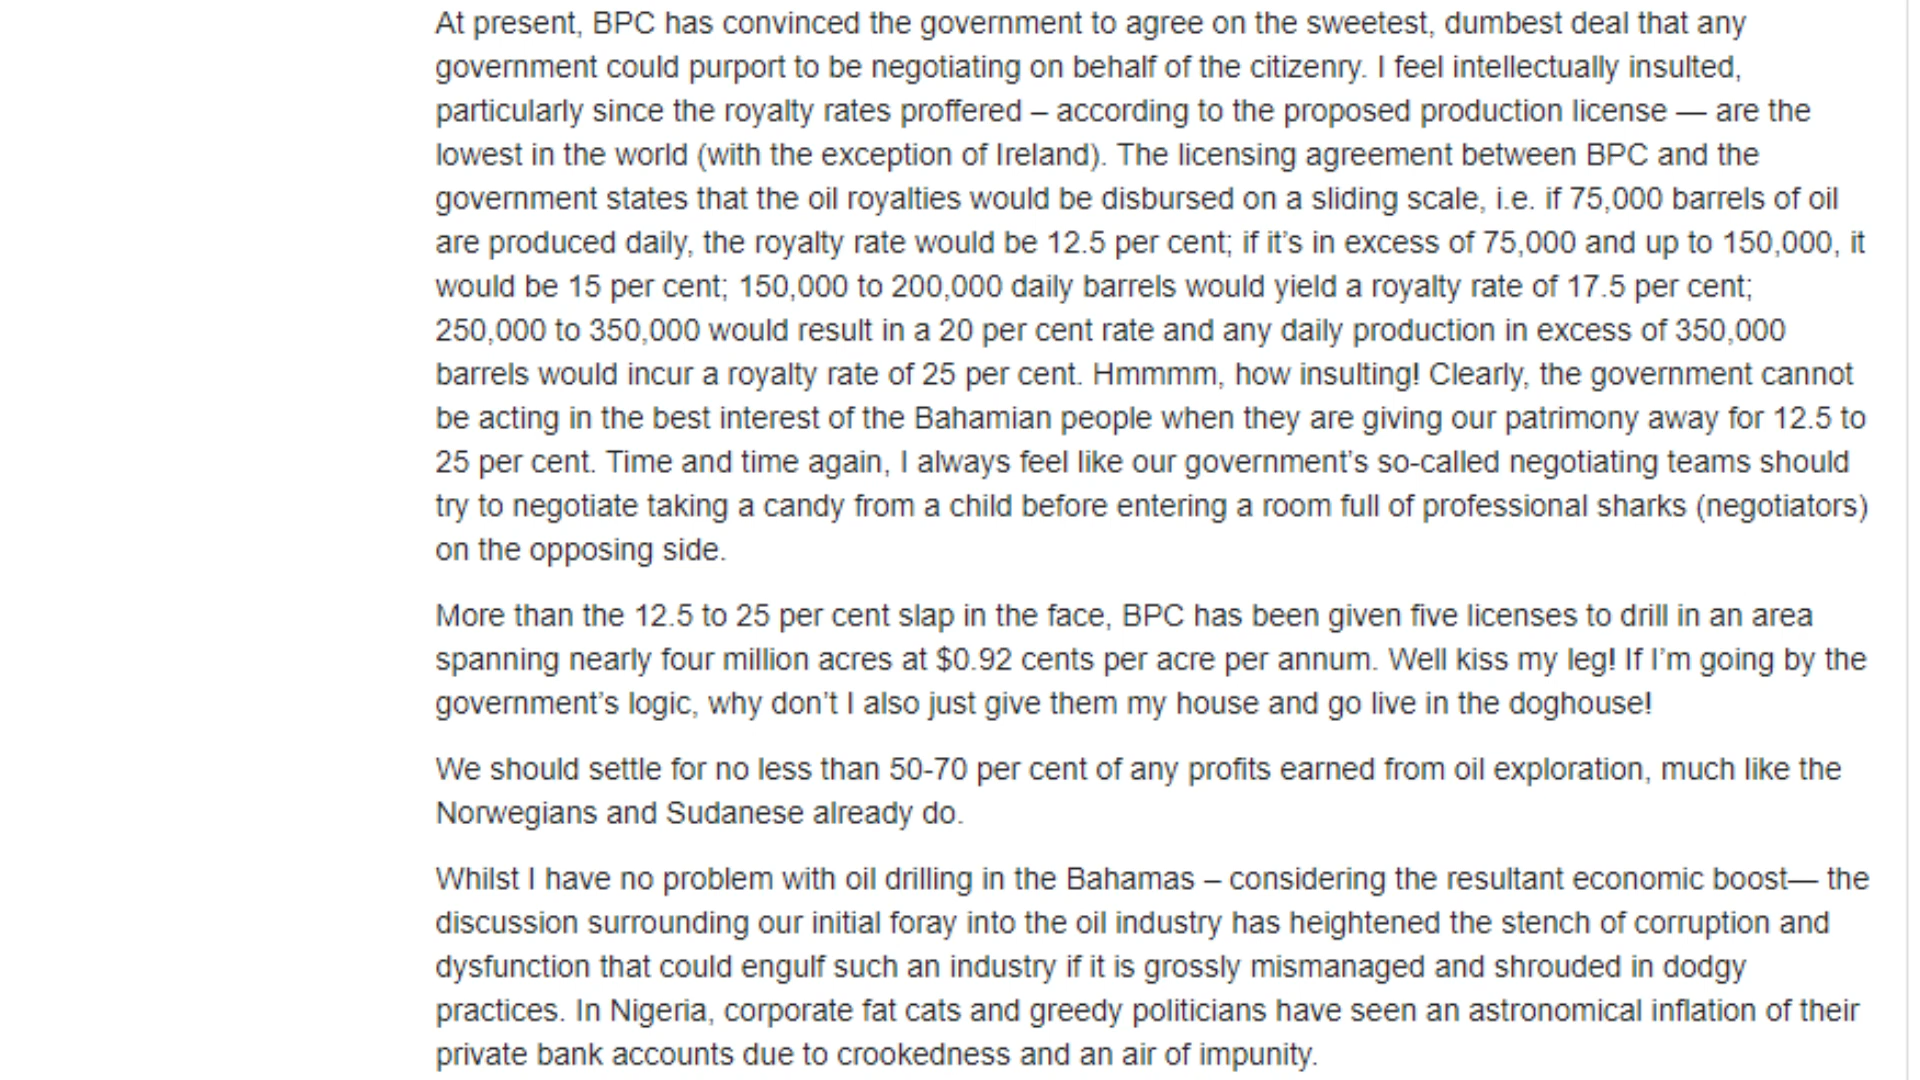 At present, BPC has convinced the government to agree on the sweetest, dumbest deal that any
government could purport to be negotiating on behalf of the citizenry. I feel intellectually insulted,
particularly since the royalty rates proffered – according to the proposed production license — are the
lowest in the world (with the exception of Ireland). The licensing agreement between BPC and the
government states that the oil royalties would be disbursed on a sliding scale, i.e. if 75,000 barrels of oil
are produced daily, the royalty rate would be 12.5 per cent; if it’s in excess of 75,000 and up to 150,000, it
would be 15 per cent; 150,000 to 200,000 daily barrels would yield a royalty rate of 17.5 per cent;
250,000 to 350,000 would result in a 20 per cent rate and any daily production in excess of 350,000
barrels would incur a royalty rate of 25 per cent. Hmmmm, how insulting! Clearly, the government cannot
be acting in the best interest of the Bahamian people when they are giving our patrimony away for 12.5 to
25 per cent. Time and time again, I always feel like our government’s so-called negotiating teams should
try to negotiate taking a candy from a child before entering a room full of professional sharks (negotiators)
on the opposing side.
More than the 12.5 to 25 per cent slap in the face, BPC has been given five licenses to drill in an area
spanning nearly four million acres at $0.92 cents per acre per annum. Well kiss my leg! If I’m going by the
government’s logic, why don’t I also just give them my house and go live in the doghouse!
We should settle for no less than 50-70 per cent of any profits earned from oil exploration, much like the
Norwegians and Sudanese already do.
Whilst I have no problem with oil drilling in the Bahamas – considering the resultant economic boost— the
discussion surrounding our initial foray into the oil industry has heightened the stench of corruption and
dysfunction that could engulf such an industry if it is grossly mismanaged and shrouded in dodgy
practices. In Nigeria, corporate fat cats and greedy politicians have seen an astronomical inflation of their
private bank accounts due to crookedness and an air of impunity.